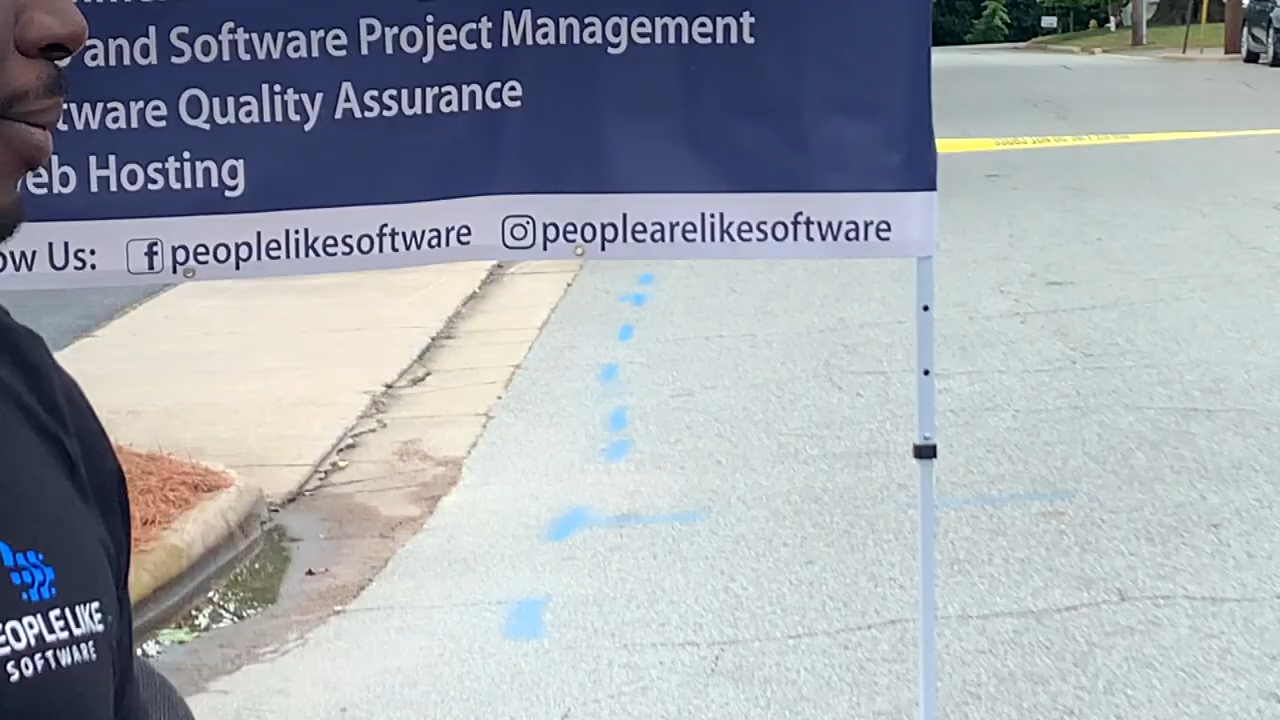 and Software Project Management
tware Quality Assurance
eb Hosting
ow Us: peoplelikesoftware peoplearelikesoftware
EOPLE LIKE
SOFTWARE